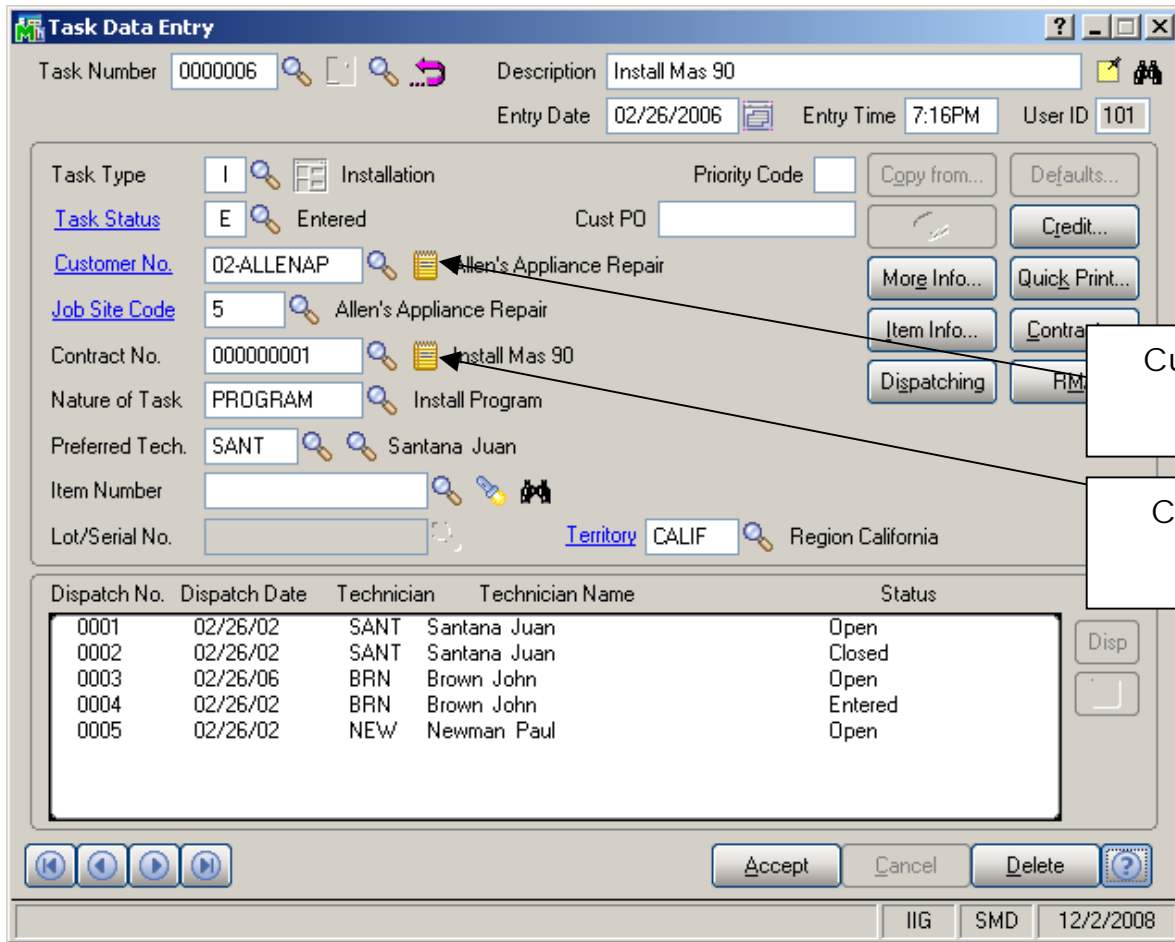 Task Data Entry
Task Number 0000006 Description Install Mas 90
Entry Date 02/26/2006 Entry Time 7:16PM User ID 101
Task Type I Installation Priority Code Copy from... Defaults...
Task Status E Entered Cust PO Credit...
Customer No. 02-ALLENAP Allen's Appliance Repair More Info... Quick Print...
Job Site Code 5 Allen's Appliance Repair Item Info...
Contract No. 000000001 Install Mas 90
Nature of Task PROGRAM Install Program Dispatching
Preferred Tech. SANT Santana Juan
Item Number
Lot/Serial No. Territory CALIF Region California
Dispatch No. Dispatch Date Technician Technician Name Status
0001 02/26/02 SANT Santana Juan Open
0002 02/26/02 SANT Santana Juan Closed
0003 02/26/06 BRN Brown John Open
0004 02/26/02 BRN Brown John Entered
0005 02/26/02 NEW Newman Paul Open
Disp
Accept Cancel Delete
IIG SMD 12/2/2008